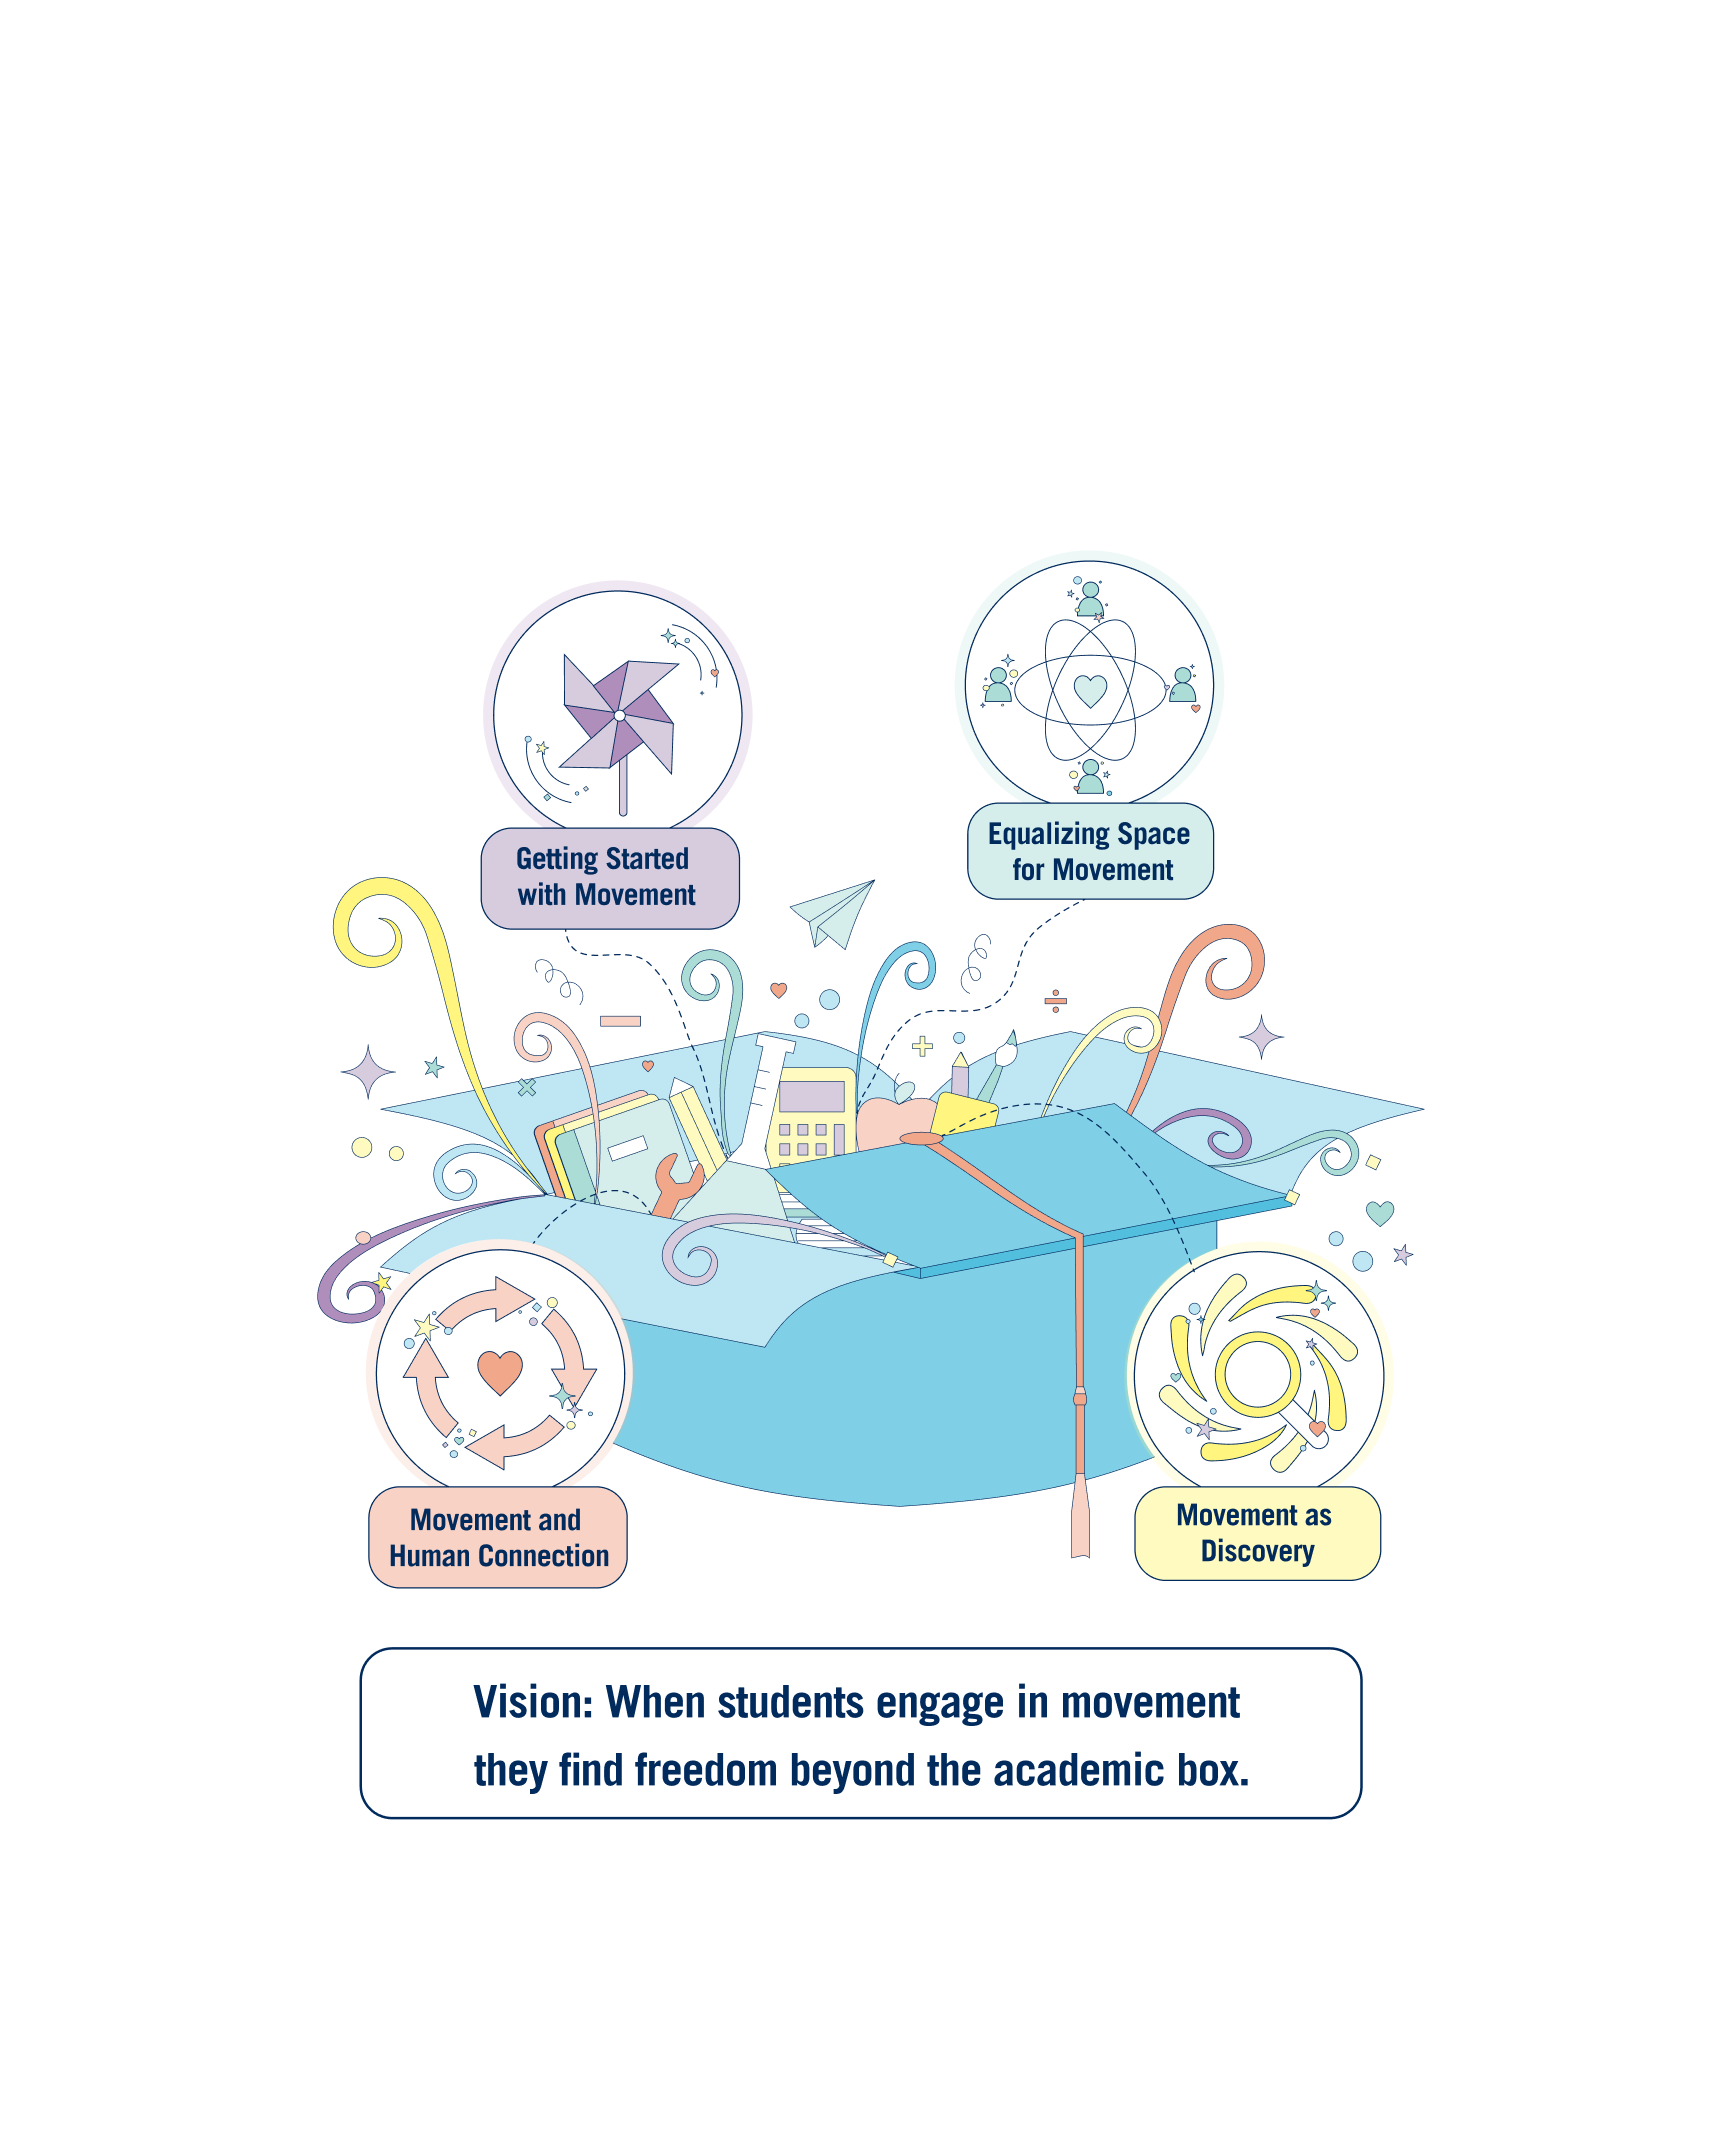 Getting Started
with Movement
Equalizing Space
for Movement
Movement and
Human Connection
Movement as
Discovery
Vision: When students engage in movement
they find freedom beyond the academic box.